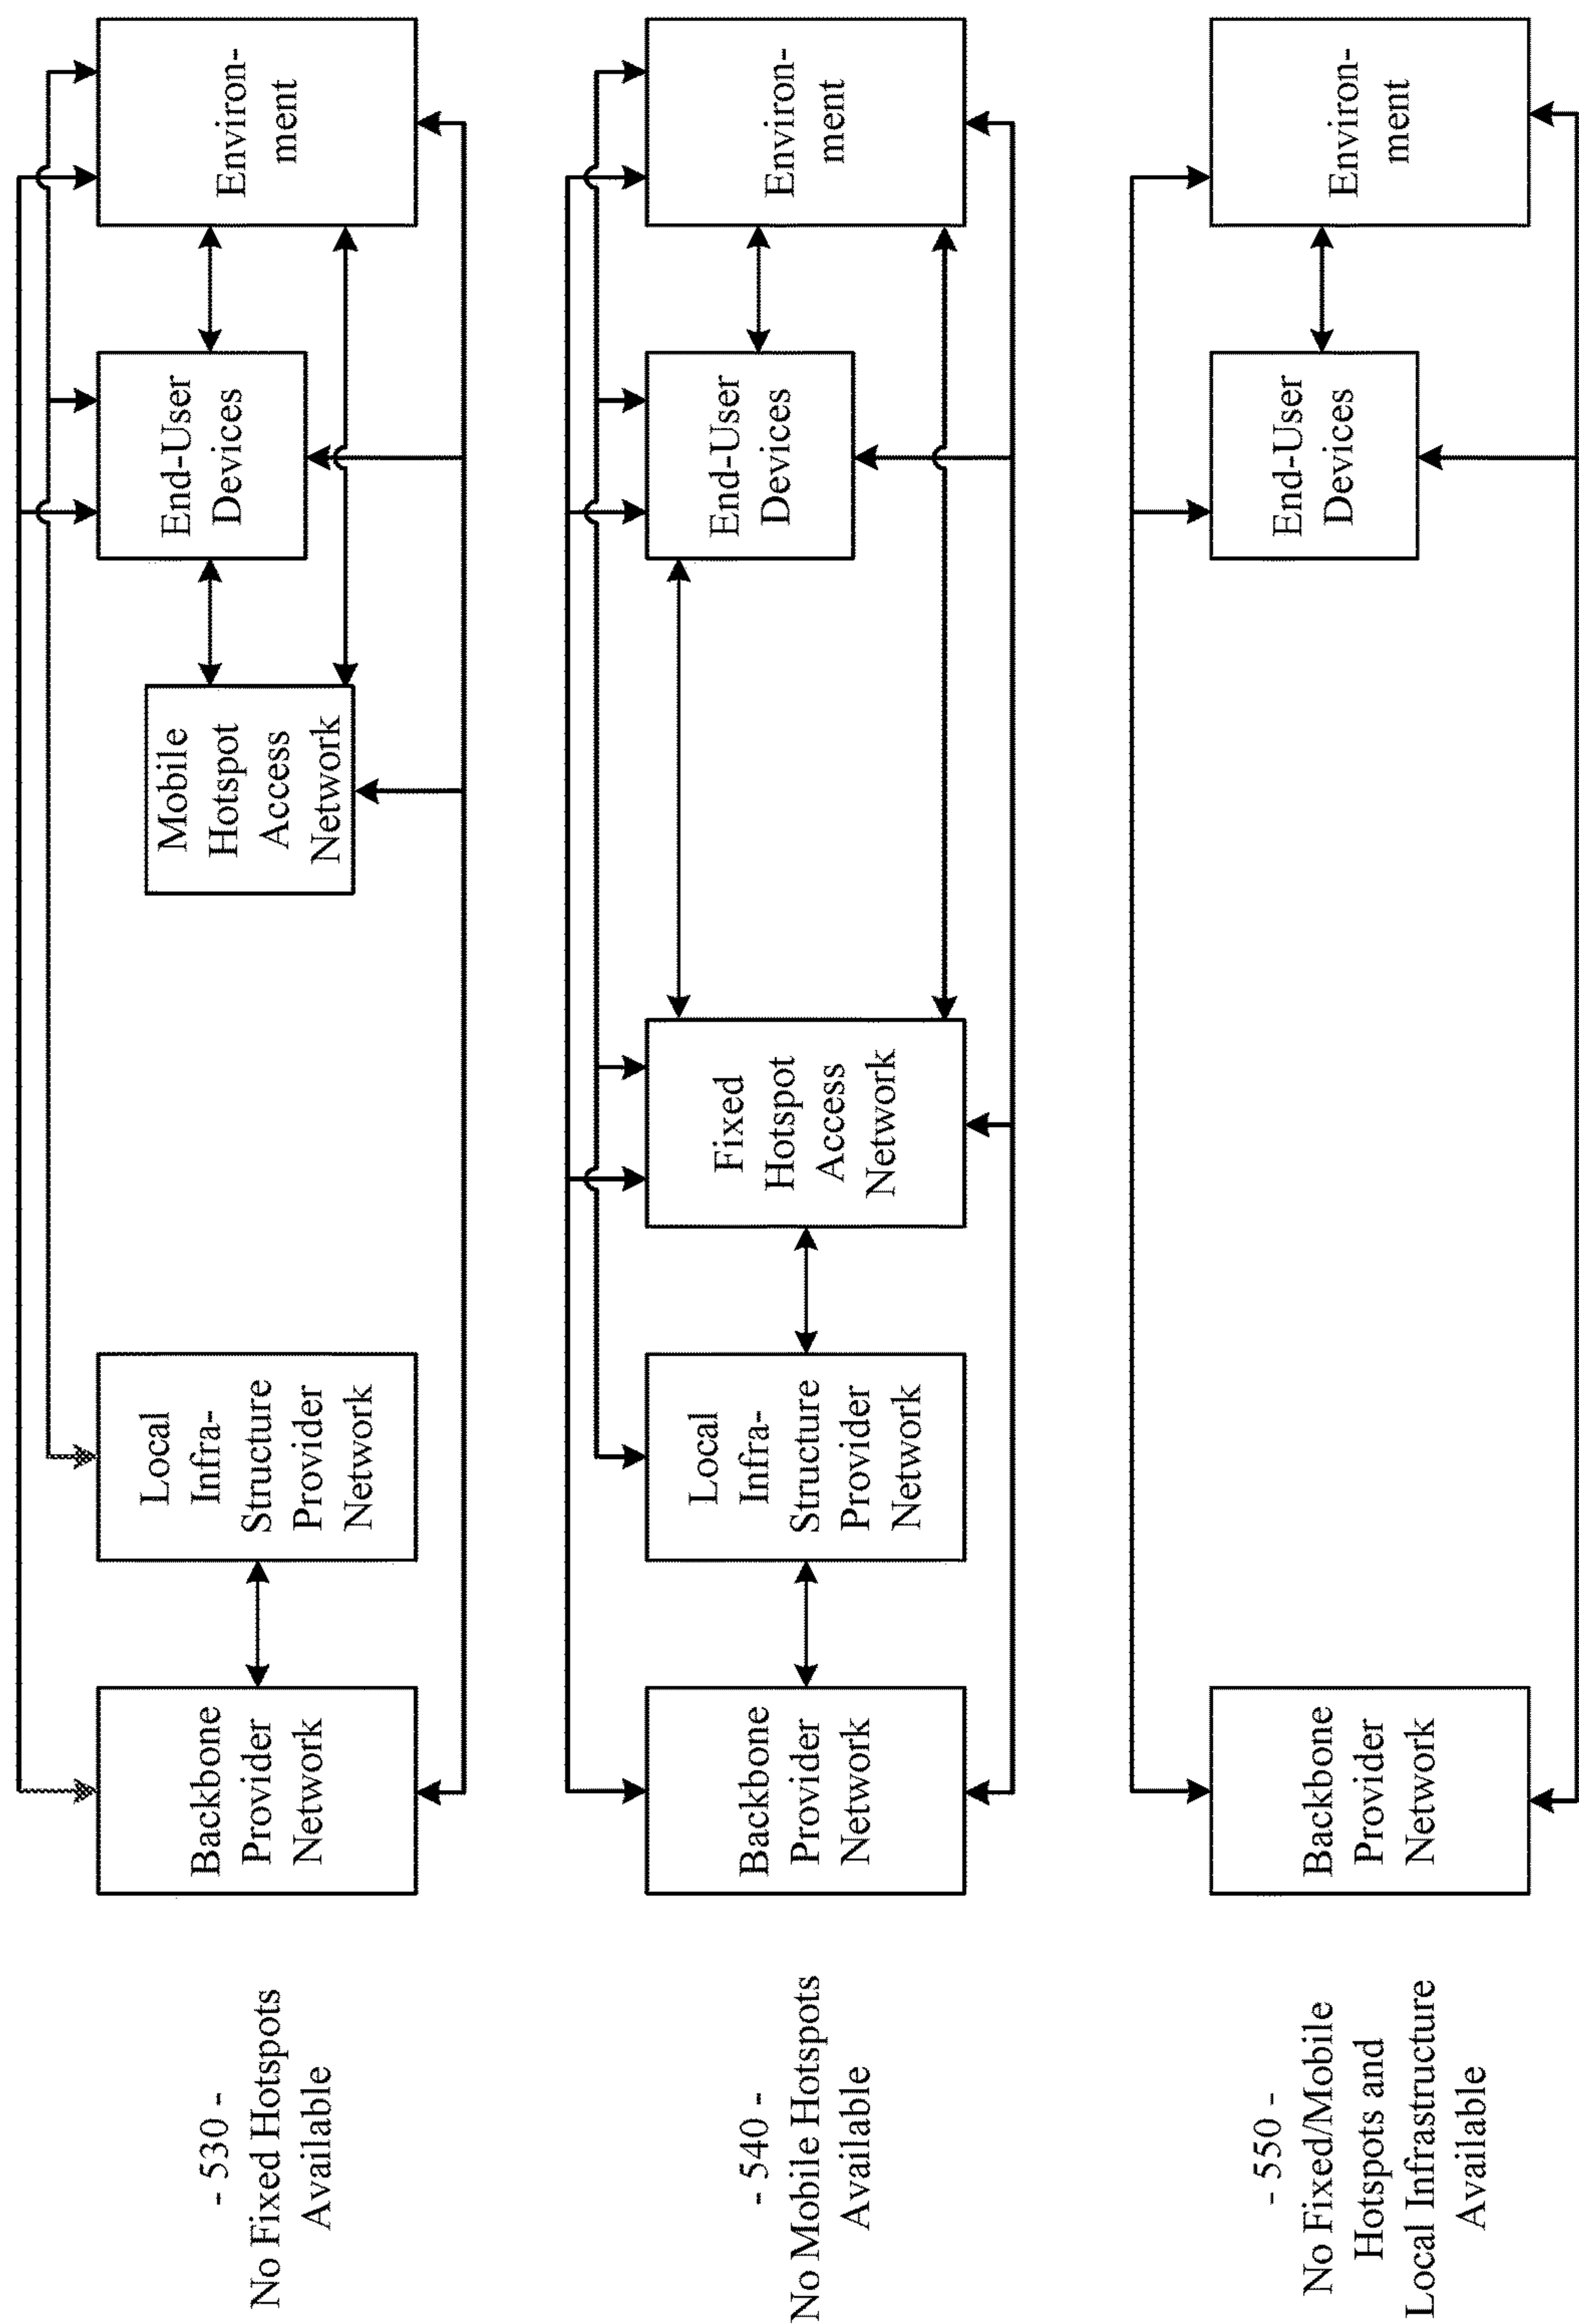 - 530 -
No Fixed Hotspots
Available
Backbone
Provider
Network
Local
Infra-
Structure
Provider
Network
Mobile
Hotspot
Access
Network
End-User
Devices
Environ-
ment
- 540 -
No Mobile Hotspots
Available
Backbone
Provider
Network
Local
Infra-
Structure
Provider
Network
Fixed
Hotspot
Access
Network
End-User
Devices
Environ-
ment
- 550 -
No Fixed/Mobile
Hotspots and
Local Infrastructure
Available
Backbone
Provider
Network
End-User
Devices
Environ-
ment